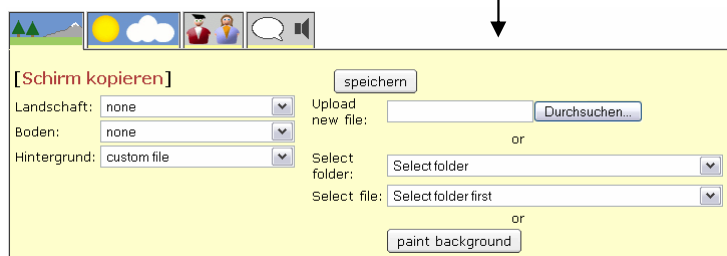 [Schirm kopieren]
Landschaft: none
Boden: none
Hintergrund: custom file
speichern
Upload new file: Durchsuchen...
or
Select folder: Select folder
Select file: Select folder first
or
paint background